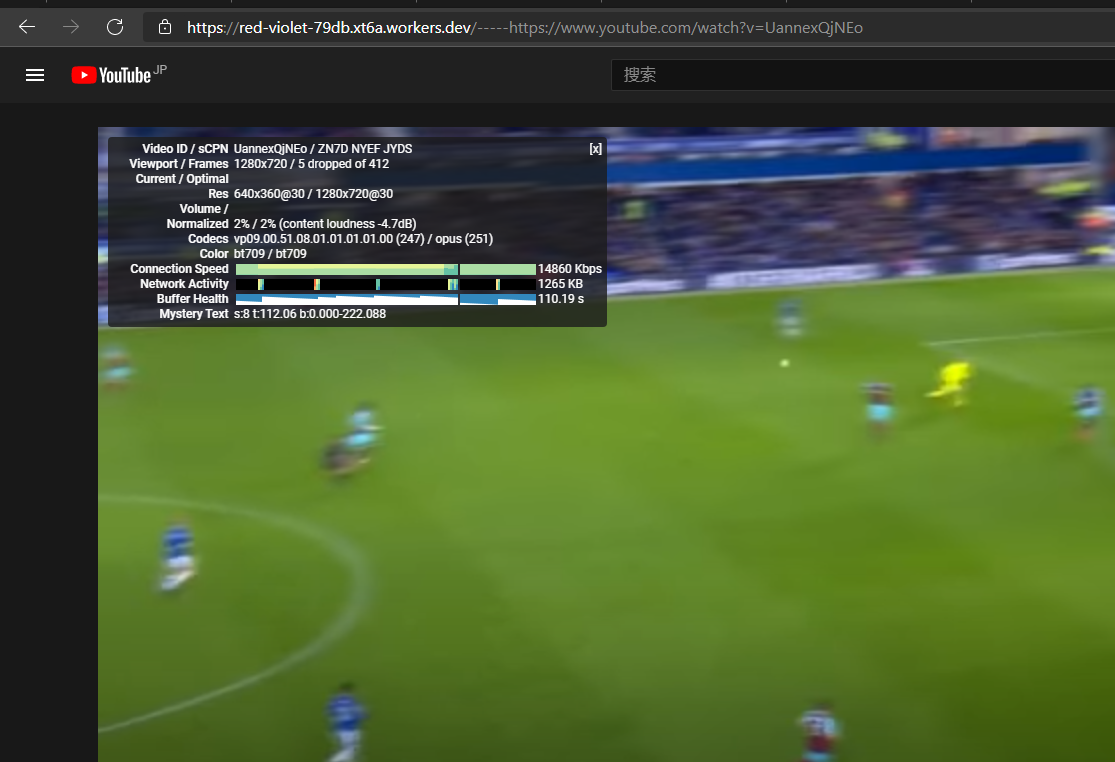 https://red-violet-79db.xt6a.workers.dev/-----https://www.youtube.com/watch?v=UannexQjNEo
YouTube JP
搜索
Video ID / sCPN UannexQjNEo / ZN7D NYEF JYDS [x]
Viewport / Frames 1280x720 / 5 dropped of 412
Current / Optimal
Res 640x360@30 / 1280x720@30
Volume /
Normalized 2% / 2% (content loudness -4.7dB)
Codecs vp09.00.51.08.01.01.01.01.00 (247) / opus (251)
Color bt709 / bt709
Connection Speed 14860 Kbps
Network Activity 1265 KB
Buffer Health 110.19 s
Mystery Text s:8 t:112.06 b:0.000-222.088